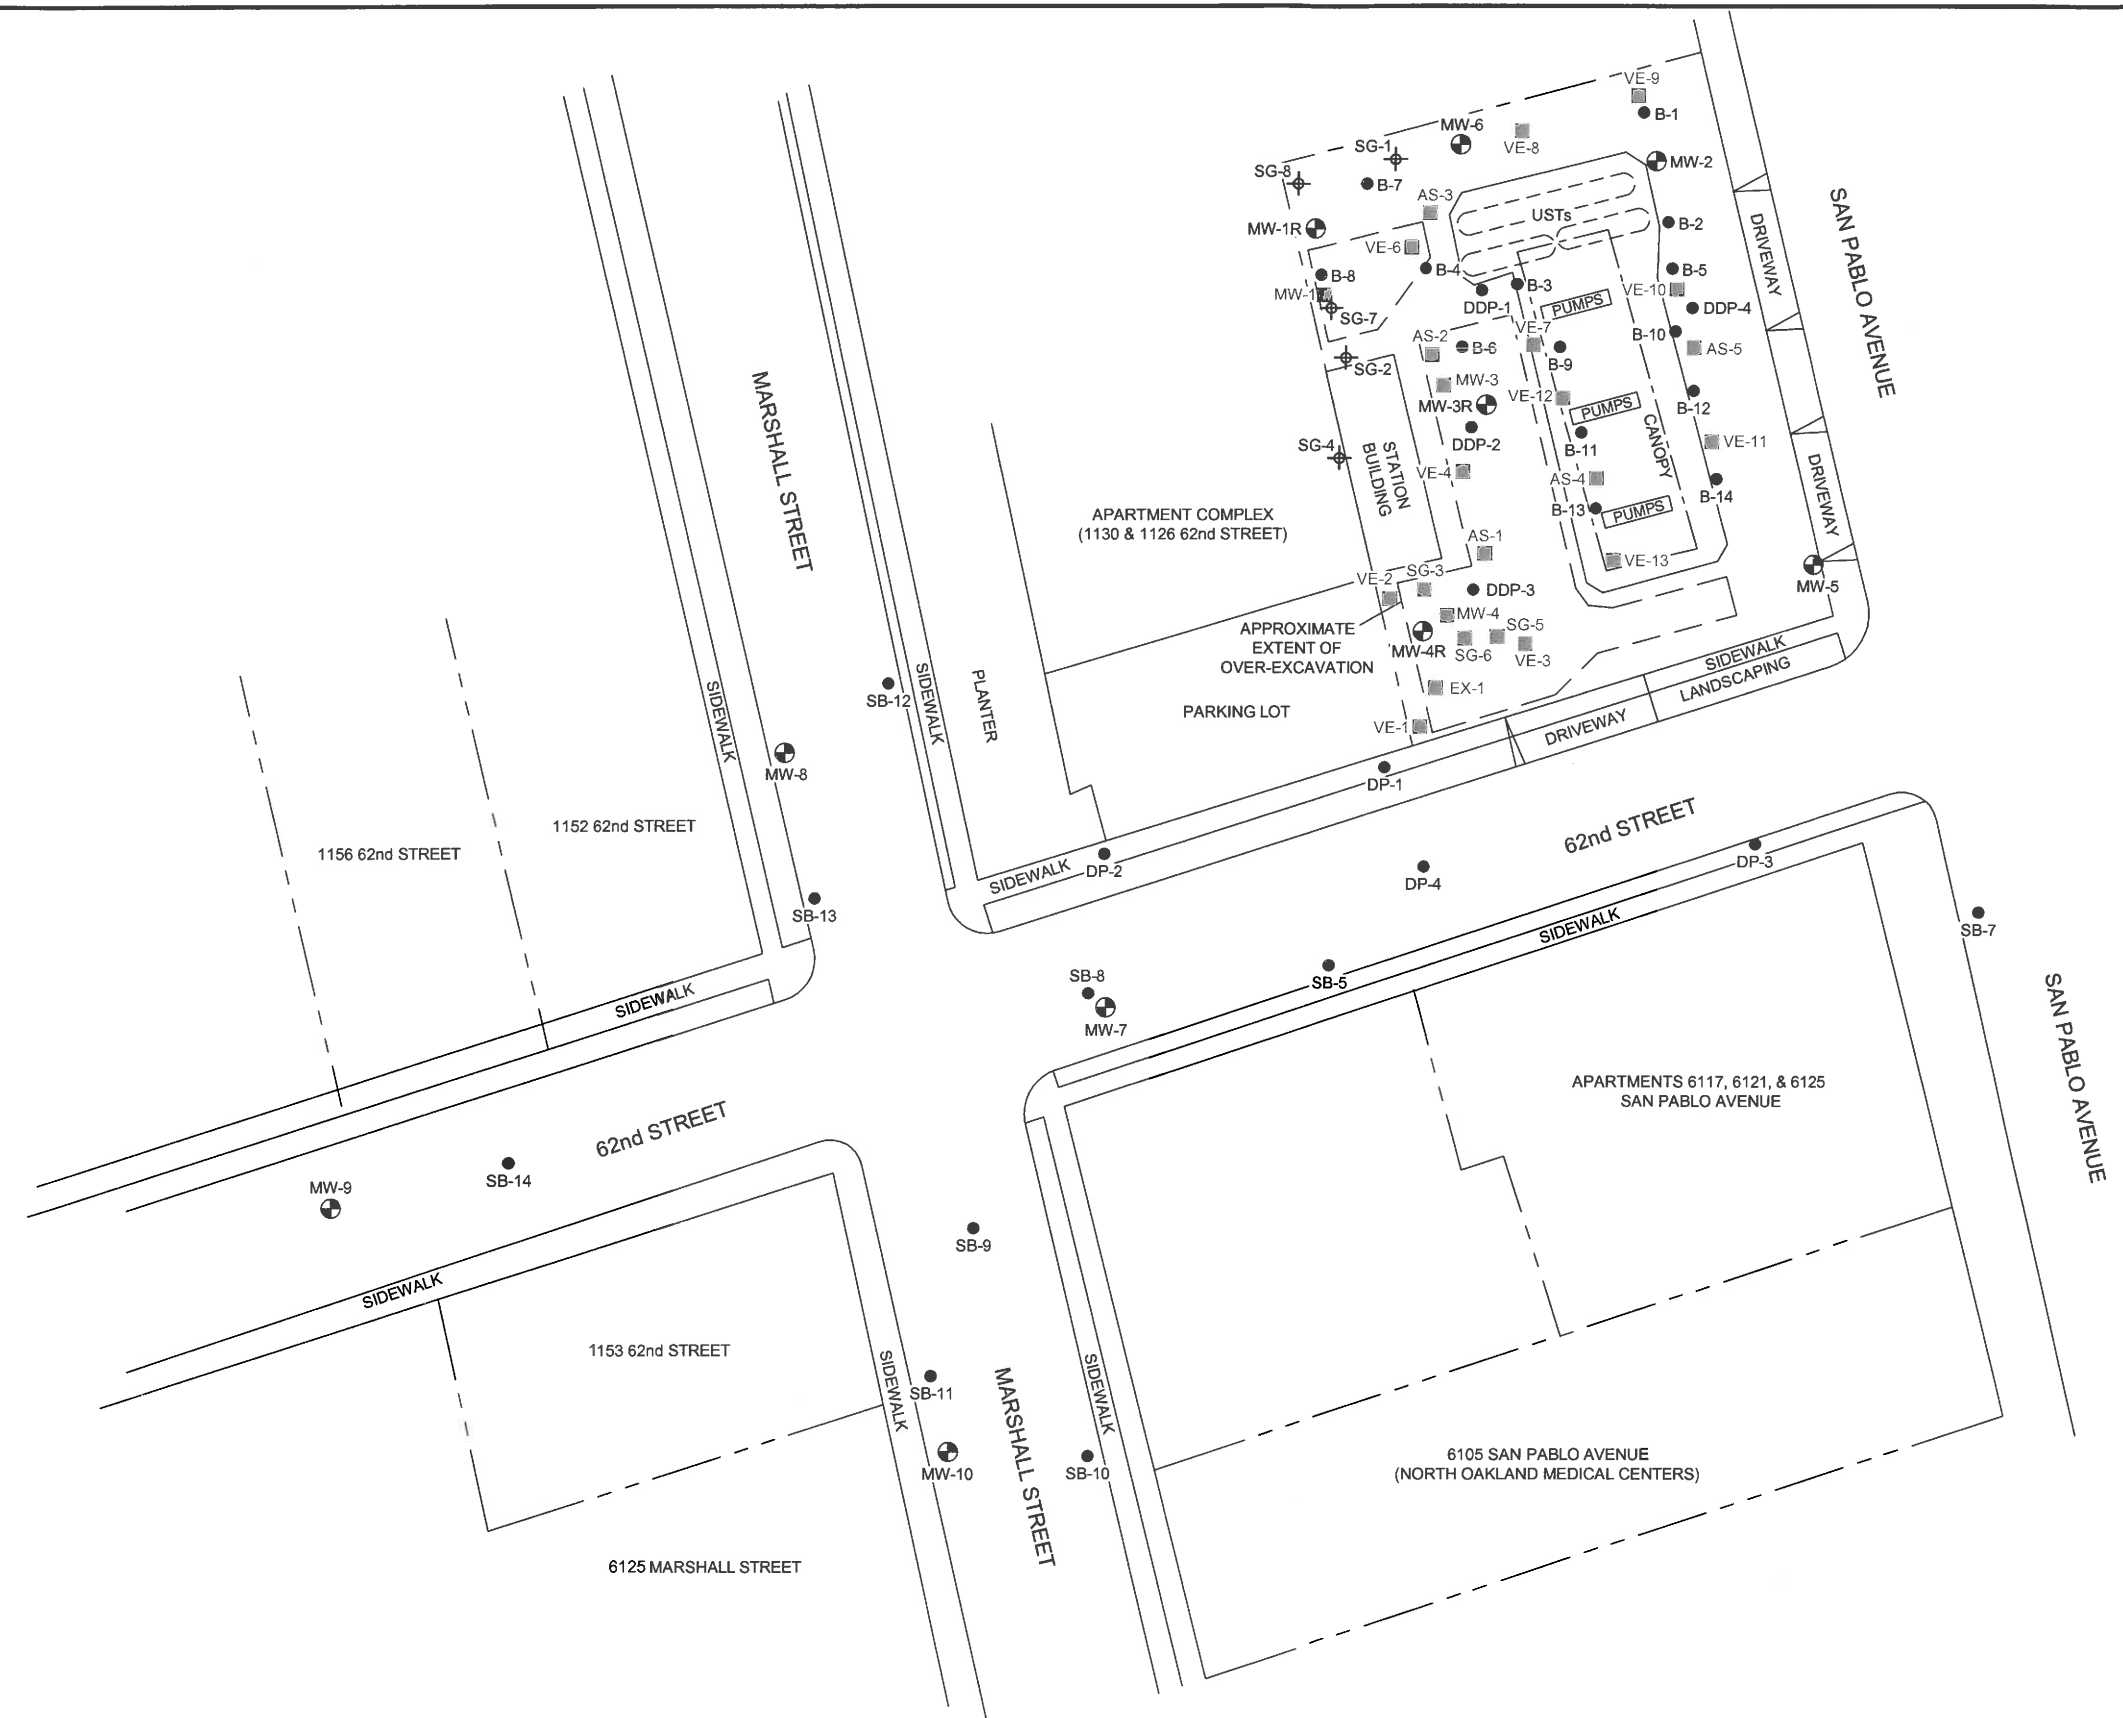 VE-9
B-1
MW-6
VE-8
SG-1
MW-2
SG-8
B-7
AS-3
USTs
B-2
MW-1R
VE-6
B-4
B-5
B-8
MW-1
SG-7
DDP-1
B-3
PUMPS
VE-10
DDP-4
DRIVEWAY
SAN PABLO AVENUE
VE-7
B-10
AS-2
B-6
B-9
AS-5
SG-2
MW-3
MW-3R
VE-12
PUMPS
B-12
DDP-2
CANOPY
SG-4
STATION
BUILDING
B-11
VE-11
VE-4
AS-4
B-14
DRIVEWAY
B-13
PUMPS
MARSHALL STREET
APARTMENT COMPLEX
(1130 & 1126 62nd STREET)
AS-1
VE-13
VE-2
SG-3
MW-5
DDP-3
MW-4
SG-5
APPROXIMATE
EXTENT OF
OVER-EXCAVATION
MW-4R
SG-6
VE-3
SIDEWALK
LANDSCAPING
EX-1
SB-12
SIDEWALK
SIDEWALK
PLANTER
PARKING LOT
VE-1
DRIVEWAY
MW-8
DP-1
1152 62nd STREET
62nd STREET
1156 62nd STREET
DP-2
SIDEWALK
DP-4
DP-3
SB-13
SIDEWALK
SB-7
SB-8
SB-5
SIDEWALK
MW-7
APARTMENTS 6117, 6121, & 6125
SAN PABLO AVENUE
SAN PABLO AVENUE
62nd STREET
SB-14
MW-9
SB-9
SIDEWALK
1153 62nd STREET
SB-11
SIDEWALK
SIDEWALK
MARSHALL STREET
MW-10
SB-10
6105 SAN PABLO AVENUE
(NORTH OAKLAND MEDICAL CENTERS)
6125 MARSHALL STREET